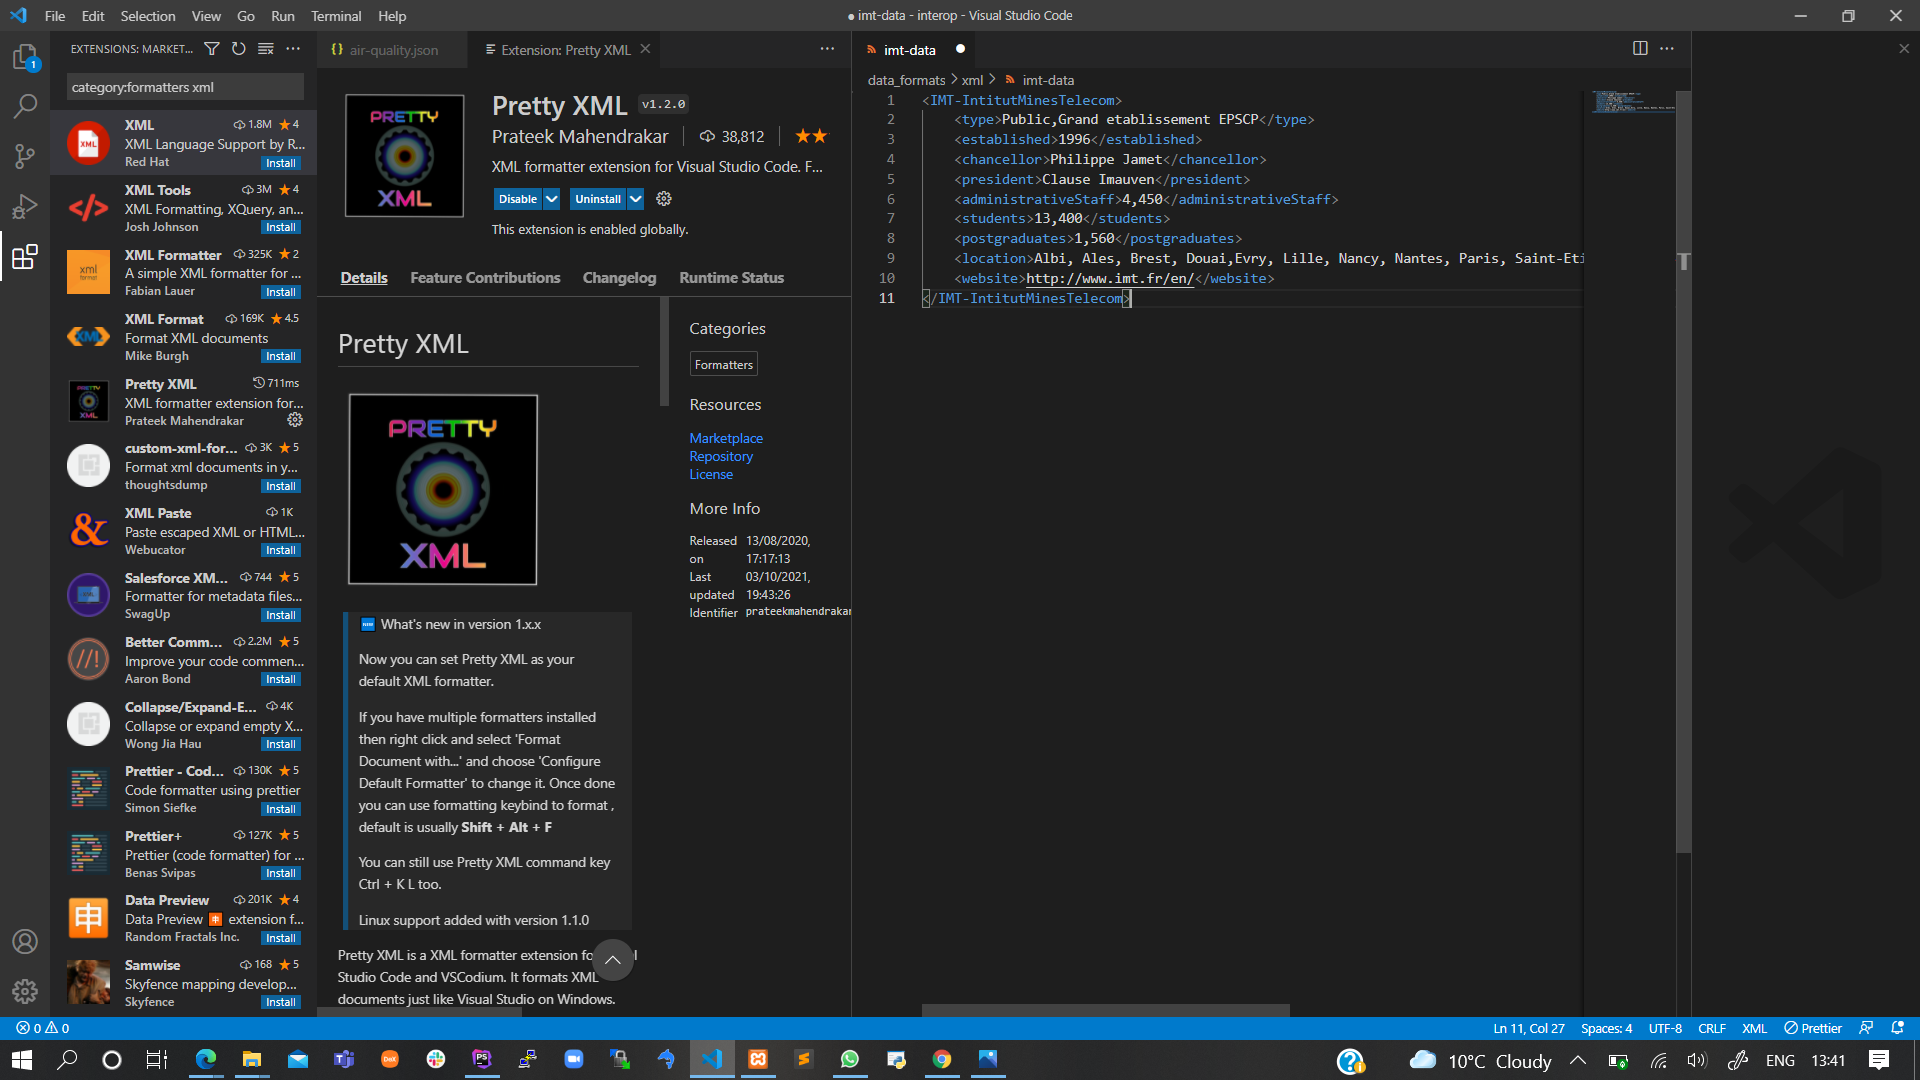 File Edit Selection View Go Run Terminal Help
● imt-data - interop - Visual Studio Code
EXTENSIONS: MARKET...
1
category:formatters xml
XML 1.8M ★ 4
XML Language Support by R...
Red Hat Install
XML Tools 3M ★ 4
XML Formatting, XQuery, an...
Josh Johnson Install
XML Formatter 325K ★ 2
A simple XML formatter for ...
Fabian Lauer Install
XML Format 169K ★ 4.5
Format XML documents
Mike Burgh Install
Pretty XML 711ms
XML formatter extension for...
Prateek Mahendrakar
custom-xml-for... 3K ★ 5
Format xml documents in y...
thoughtsdump Install
XML Paste 1K
Paste escaped XML or HTML...
Webucator Install
Salesforce XM... 744 ★ 5
Formatter for metadata files...
SwagUp Install
Better Comm... 2.2M ★ 5
Improve your code commen...
Aaron Bond Install
Collapse/Expand-E... 4K
Collapse or expand empty X...
Wong Jia Hau Install
Prettier - Cod... 130K ★ 5
Code formatter using prettier
Simon Siefke Install
Prettier+ 127K ★ 5
Prettier (code formatter) for ...
Benas Svipas Install
Data Preview 201K ★ 4
Data Preview 🈸 extension f...
Random Fractals Inc. Install
Samwise 168 ★ 5
Skyfence mapping develop...
Skyfence Install
{} air-quality.json
Extension: Pretty XML
PRETTY
XML
Pretty XML v1.2.0
Prateek Mahendrakar 38,812 ★★
XML formatter extension for Visual Studio Code. F...
Disable Uninstall
This extension is enabled globally.
Details Feature Contributions Changelog Runtime Status
Pretty XML
PRETTY
XML
What's new in version 1.x.x
Now you can set Pretty XML as your
default XML formatter.
If you have multiple formatters installed
then right click and select 'Format
Document with...' and choose 'Configure
Default Formatter' to change it. Once done
you can use formatting keybind to format ,
default is usually Shift + Alt + F
You can still use Pretty XML command key
Ctrl + K L too.
Linux support added with version 1.1.0
Pretty XML is a XML formatter extension fo
Studio Code and VSCodium. It formats XML
documents just like Visual Studio on Windows.
Categories
Formatters
Resources
Marketplace
Repository
License
More Info
Released on 13/08/2020, 17:17:13
Last updated 03/10/2021, 19:43:26
Identifier prateekmahendrakar
imt-data
data_formats > xml > imt-data
1 <IMT-IntitutMinesTelecom>
2 <type>Public,Grand etablissement EPSCP</type>
3 <established>1996</established>
4 <chancellor>Philippe Jamet</chancellor>
5 <president>Clause Imauven</president>
6 <administrativeStaff>4,450</administrativeStaff>
7 <students>13,400</students>
8 <postgraduates>1,560</postgraduates>
9 <location>Albi, Ales, Brest, Douai,Evry, Lille, Nancy, Nantes, Paris, Saint-Eti
10 <website>http://www.imt.fr/en/</website>
11 </IMT-IntitutMinesTelecom>
0 0
Ln 11, Col 27 Spaces: 4 UTF-8 CRLF XML Prettier
10°C Cloudy
ENG 13:41